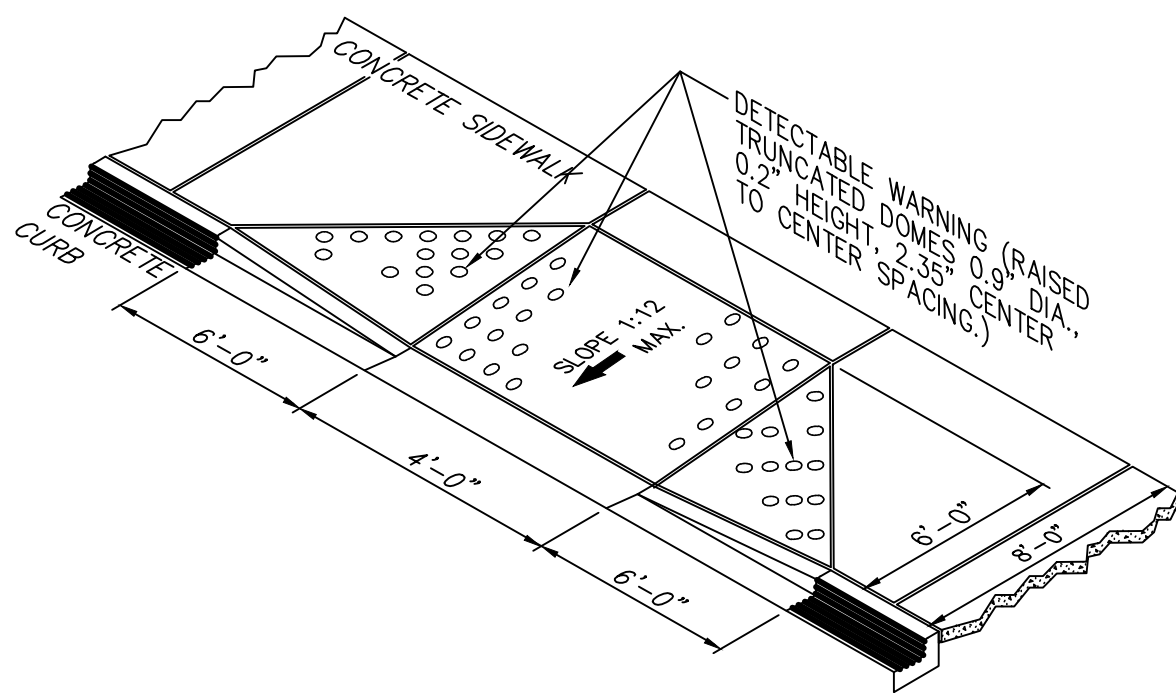 CONCRETE SIDEWALK
DETECTABLE WARNING (RAISED
TRUNCATED DOMES 0.9" DIA.,
0.2" HEIGHT, 2.35" CENTER
TO CENTER SPACING.)
CONCRETE
CURB
SLOPE 1:12
MAX.
6'-0"
4'-0"
6'-0"
6'-0"
8'-0"